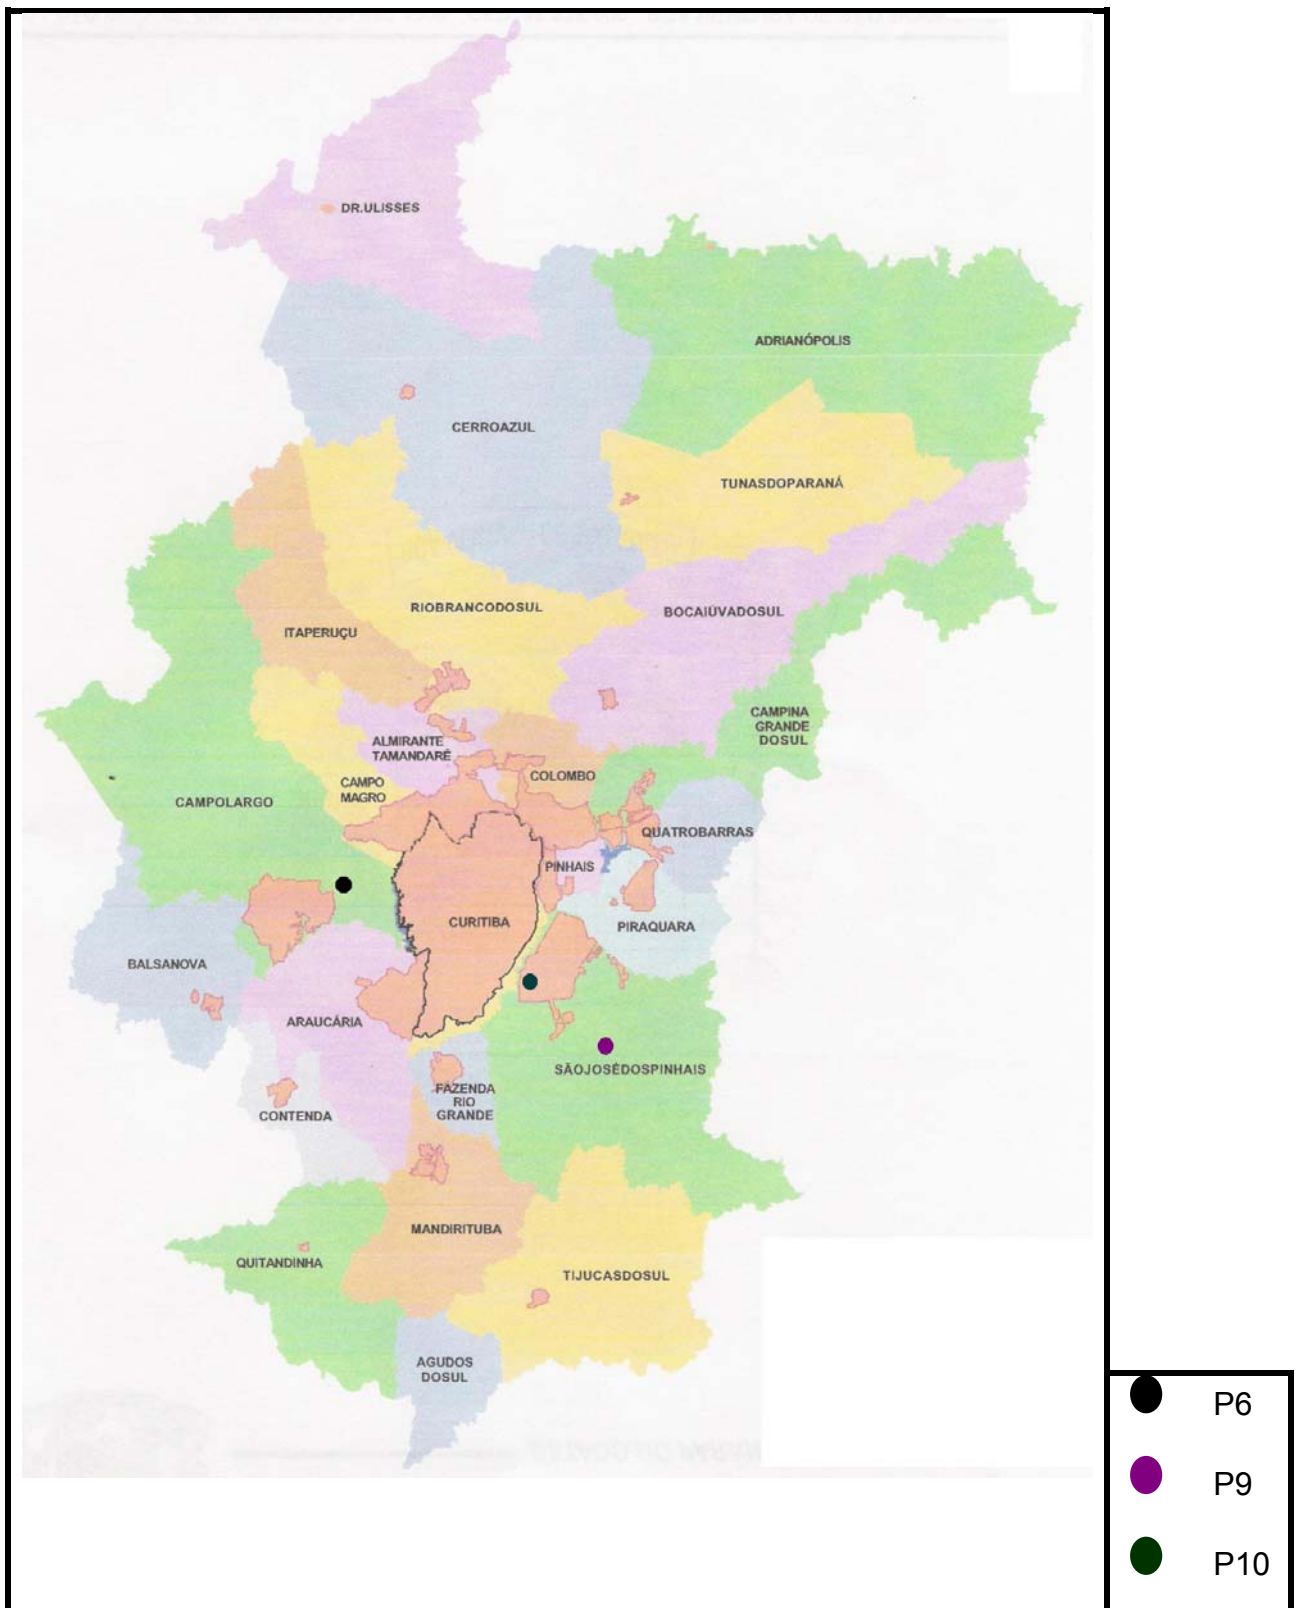 DR.ULISSES
ADRIANÓPOLIS
CERROAZUL
TUNASDOPARANÁ
RIOBRANCODOSUL
BOCAIÚVADOSUL
ITAPERUÇU
CAMPINA
GRANDE
DOSUL
ALMIRANTE
TAMANDARÉ
COLOMBO
CAMPO
MAGRO
CAMPOLARGO
QUATROBARRAS
PINHAIS
CURITIBA
PIRAQUARA
BALSANOVA
ARAUCÁRIA
SÃOJOSÉDOSPINHAIS
FAZENDA
RIO
GRANDE
CONTENDA
MANDIRITUBA
QUITANDINHA
TIJUCASDOSUL
AGUDOS
DOSUL
P6
P9
P10